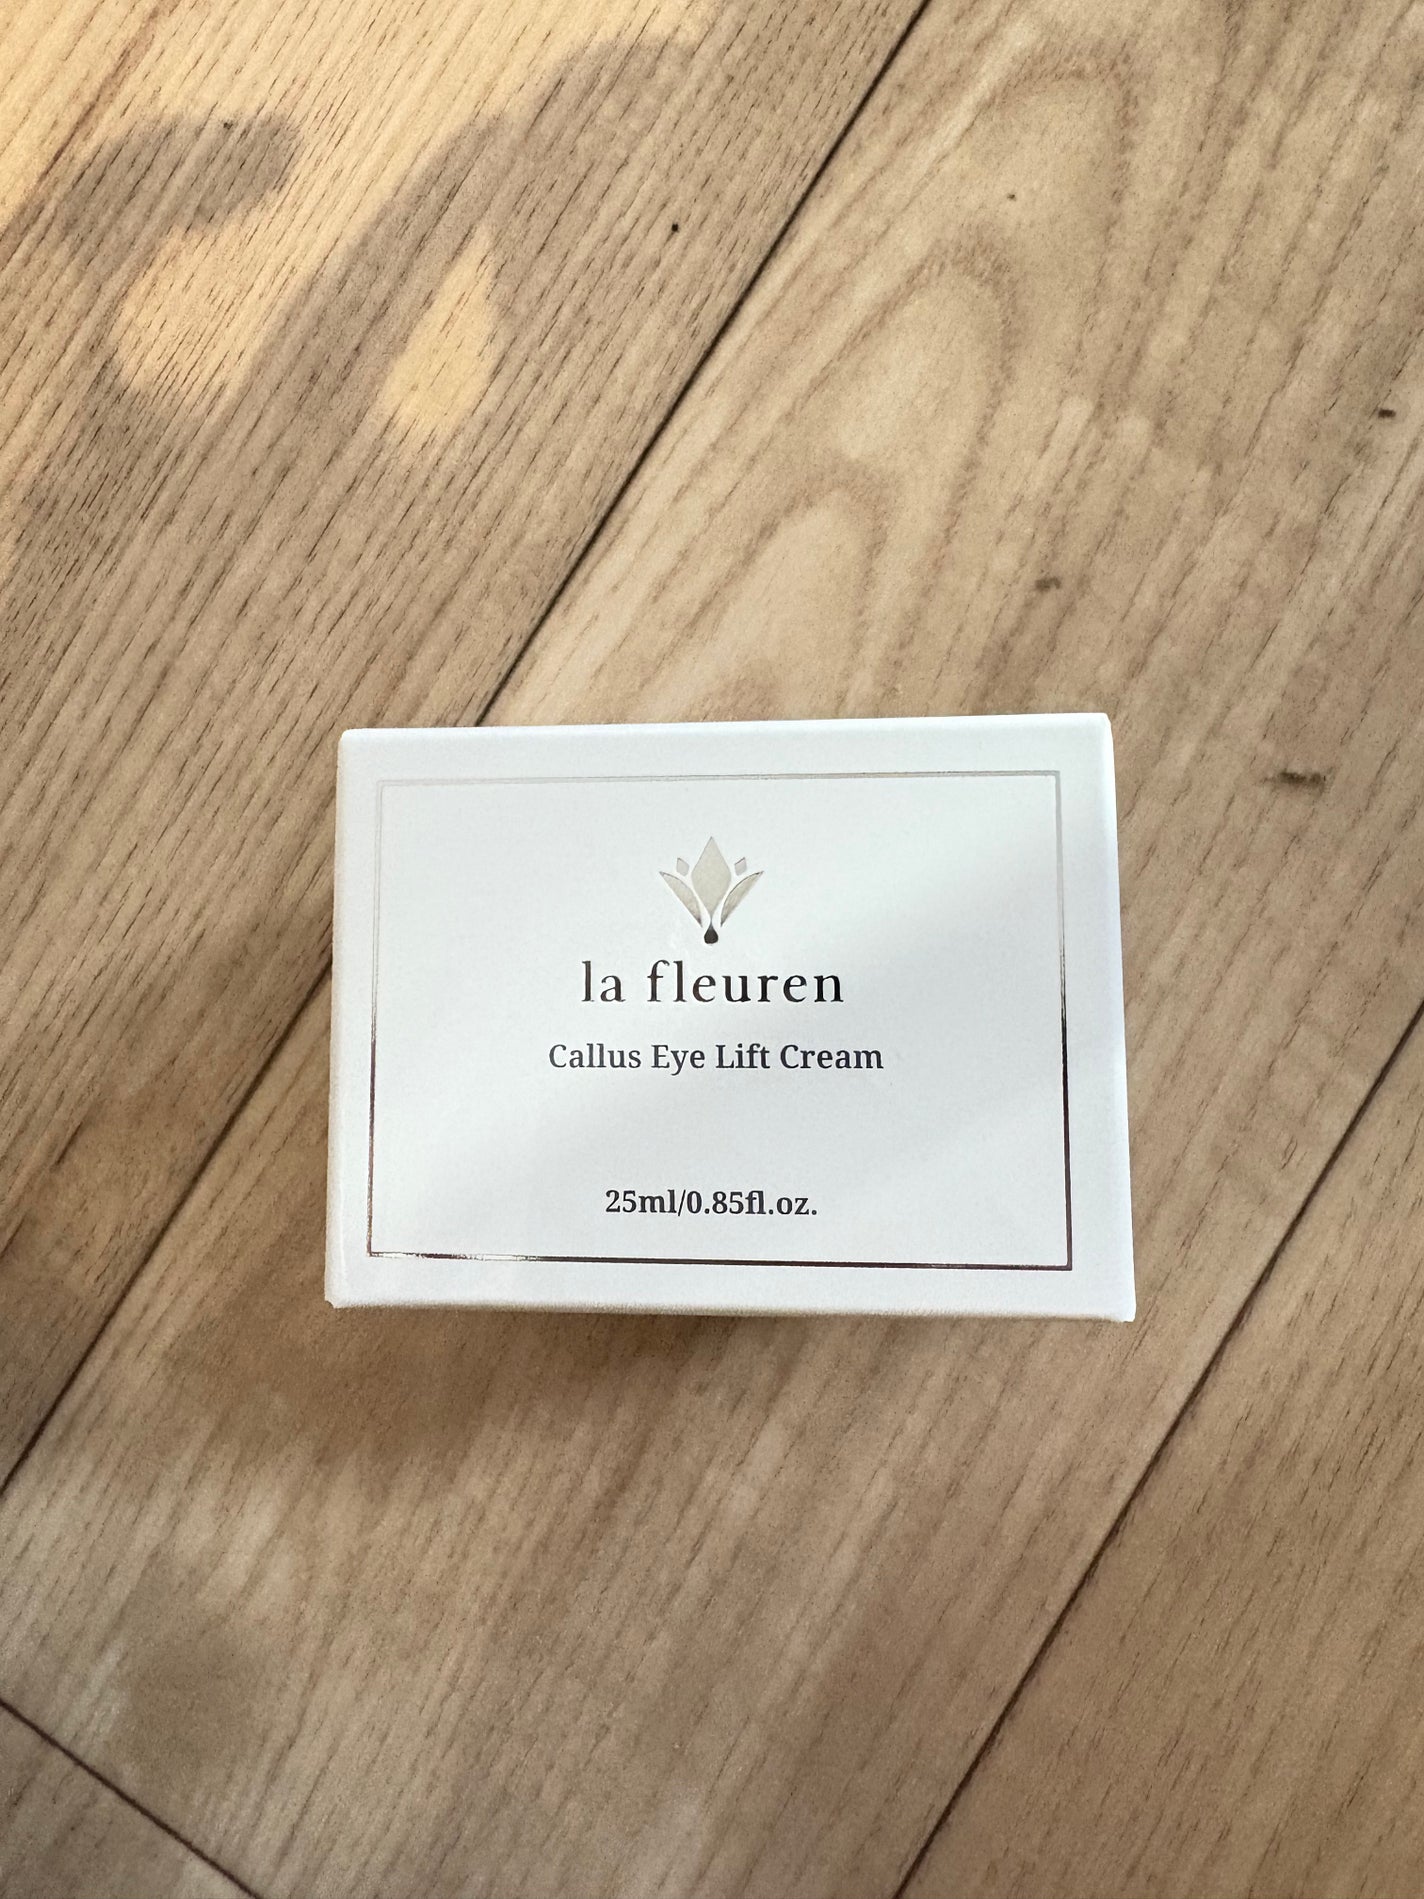 la fleuren
Callus Eye Lift Cream
25ml/0.85fl.oz.